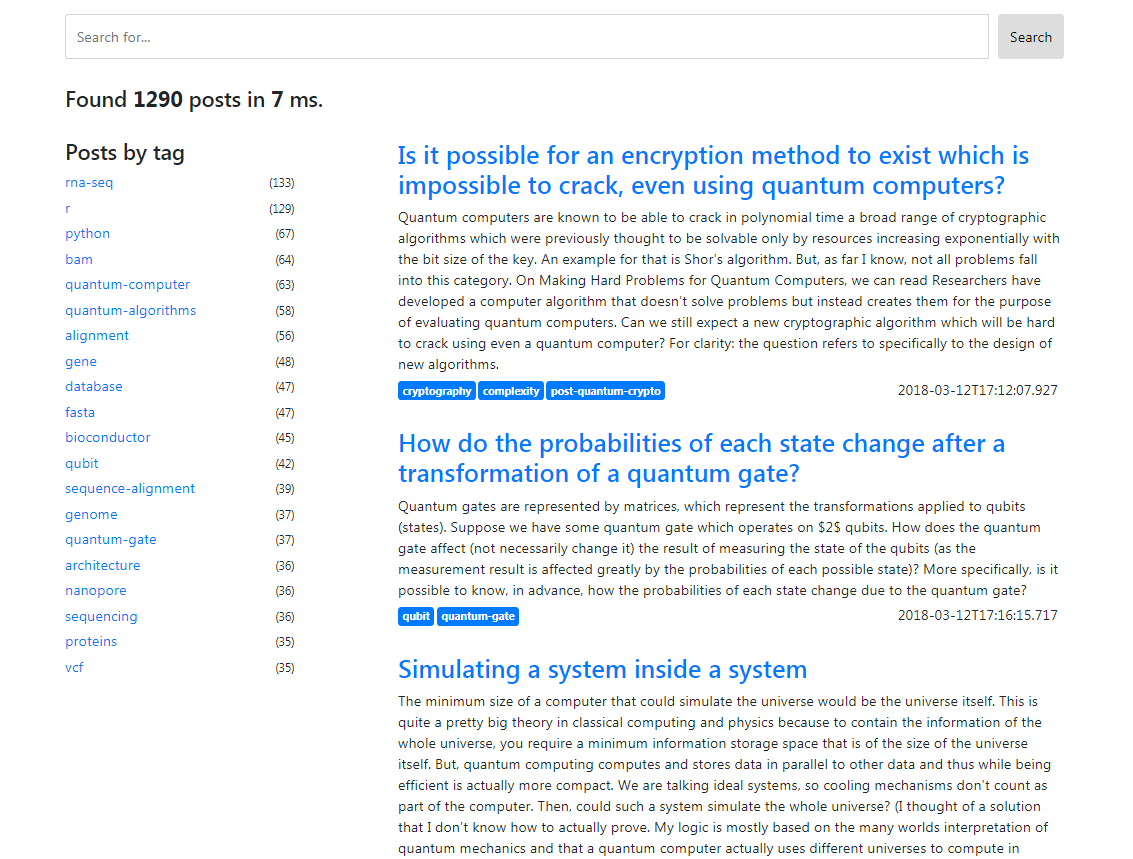 Search for...
Search
Found 1290 posts in 7 ms.
Posts by tag
rna-seq (133)
r (129)
python (67)
bam (64)
quantum-computer (63)
quantum-algorithms (58)
alignment (56)
gene (48)
database (47)
fasta (47)
bioconductor (45)
qubit (42)
sequence-alignment (39)
genome (37)
quantum-gate (37)
architecture (36)
nanopore (36)
sequencing (36)
proteins (35)
vcf (35)
Is it possible for an encryption method to exist which is
impossible to crack, even using quantum computers?
Quantum computers are known to be able to crack in polynomial time a broad range of cryptographic
algorithms which were previously thought to be solvable only by resources increasing exponentially with
the bit size of the key. An example for that is Shor's algorithm. But, as far I know, not all problems fall
into this category. On Making Hard Problems for Quantum Computers, we can read Researchers have
developed a computer algorithm that doesn't solve problems but instead creates them for the purpose
of evaluating quantum computers. Can we still expect a new cryptographic algorithm which will be hard
to crack using even a quantum computer? For clarity: the question refers to specifically to the design of
new algorithms.
cryptography complexity post-quantum-crypto 2018-03-12T17:12:07.927
How do the probabilities of each state change after a
transformation of a quantum gate?
Quantum gates are represented by matrices, which represent the transformations applied to qubits
(states). Suppose we have some quantum gate which operates on $2$ qubits. How does the quantum
gate affect (not necessarily change it) the result of measuring the state of the qubits (as the
measurement result is affected greatly by the probabilities of each possible state)? More specifically, is it
possible to know, in advance, how the probabilities of each state change due to the quantum gate?
qubit quantum-gate 2018-03-12T17:16:15.717
Simulating a system inside a system
The minimum size of a computer that could simulate the universe would be the universe itself. This is
quite a pretty big theory in classical computing and physics because to contain the information of the
whole universe, you require a minimum information storage space that is of the size of the universe
itself. But, quantum computing computes and stores data in parallel to other data and thus while being
efficient is actually more compact. We are talking ideal systems, so cooling mechanisms don't count as
part of the computer. Then, could such a system simulate the whole universe? (I thought of a solution
that I don't know how to actually prove. My logic is mostly based on the many worlds interpretation of
quantum mechanics and that a quantum computer actually uses different universes to compute in